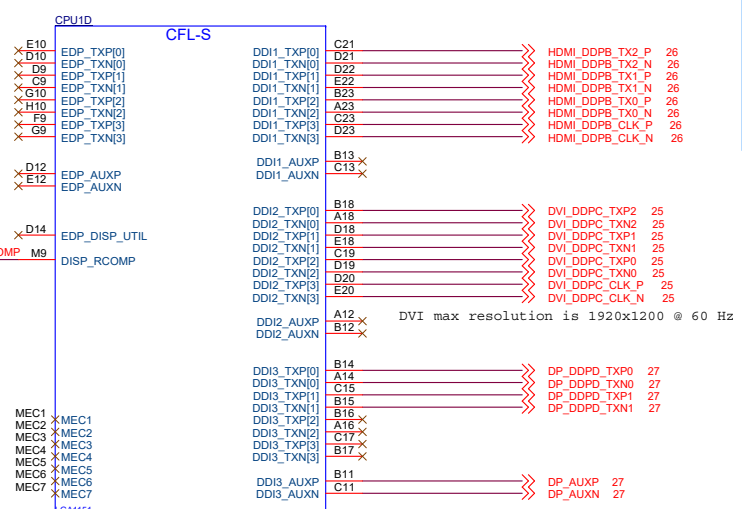 CPU1D
CFL-S
E10 EDP_TXP[0] DDI1_TXP[0] C21 HDMI_DDPB_TX2_P 26
D10 EDP_TXN[0] DDI1_TXN[0] D21 HDMI_DDPB_TX2_N 26
D9 EDP_TXP[1] DDI1_TXP[1] D22 HDMI_DDPB_TX1_P 26
C9 EDP_TXN[1] DDI1_TXN[1] E22 HDMI_DDPB_TX1_N 26
G10 EDP_TXP[2] DDI1_TXP[2] B23 HDMI_DDPB_TX0_P 26
H10 EDP_TXN[2] DDI1_TXN[2] A23 HDMI_DDPB_TX0_N 26
F9 EDP_TXP[3] DDI1_TXP[3] C23 HDMI_DDPB_CLK_P 26
G9 EDP_TXN[3] DDI1_TXN[3] D23 HDMI_DDPB_CLK_N 26
DDI1_AUXP B13
DDI1_AUXN C13
D12 EDP_AUXP
E12 EDP_AUXN
DDI2_TXP[0] B18 DVI_DDPC_TXP2 25
DDI2_TXN[0] A18 DVI_DDPC_TXN2 25
D14 EDP_DISP_UTIL DDI2_TXP[1] D18 DVI_DDPC_TXP1 25
DDI2_TXN[1] E18 DVI_DDPC_TXN1 25
OMP M9 DISP_RCOMP DDI2_TXP[2] C19 DVI_DDPC_TXP0 25
DDI2_TXN[2] D19 DVI_DDPC_TXN0 25
DDI2_TXP[3] D20 DVI_DDPC_CLK_P 25
DDI2_TXN[3] E20 DVI_DDPC_CLK_N 25
DDI2_AUXP A12 DVI max resolution is 1920x1200 @ 60 Hz
DDI2_AUXN B12
DDI3_TXP[0] B14 DP_DDPD_TXP0 27
DDI3_TXN[0] A14 DP_DDPD_TXN0 27
DDI3_TXP[1] C15 DP_DDPD_TXP1 27
DDI3_TXN[1] B15 DP_DDPD_TXN1 27
MEC1 MEC1 DDI3_TXP[2] B16
MEC2 MEC2 DDI3_TXN[2] A16
MEC3 MEC3 DDI3_TXP[3] C17
MEC4 MEC4 DDI3_TXN[3] B17
MEC5 MEC5
MEC6 MEC6 DDI3_AUXP B11 DP_AUXP 27
MEC7 MEC7 DDI3_AUXN C11 DP_AUXN 27